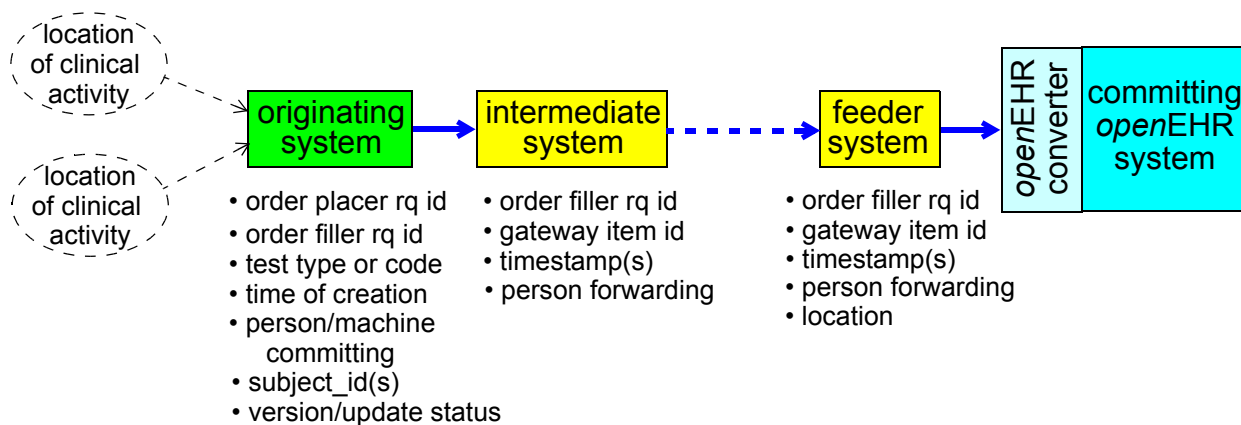 location
of clinical
activity
location
of clinical
activity
originating
system
• order placer rq id
• order filler rq id
• test type or code
• time of creation
• person/machine
committing
• subject_id(s)
• version/update status
intermediate
system
• order filler rq id
• gateway item id
• timestamp(s)
• person forwarding
feeder
system
• order filler rq id
• gateway item id
• timestamp(s)
• person forwarding
• location
openEHR
converter
committing
openEHR
system